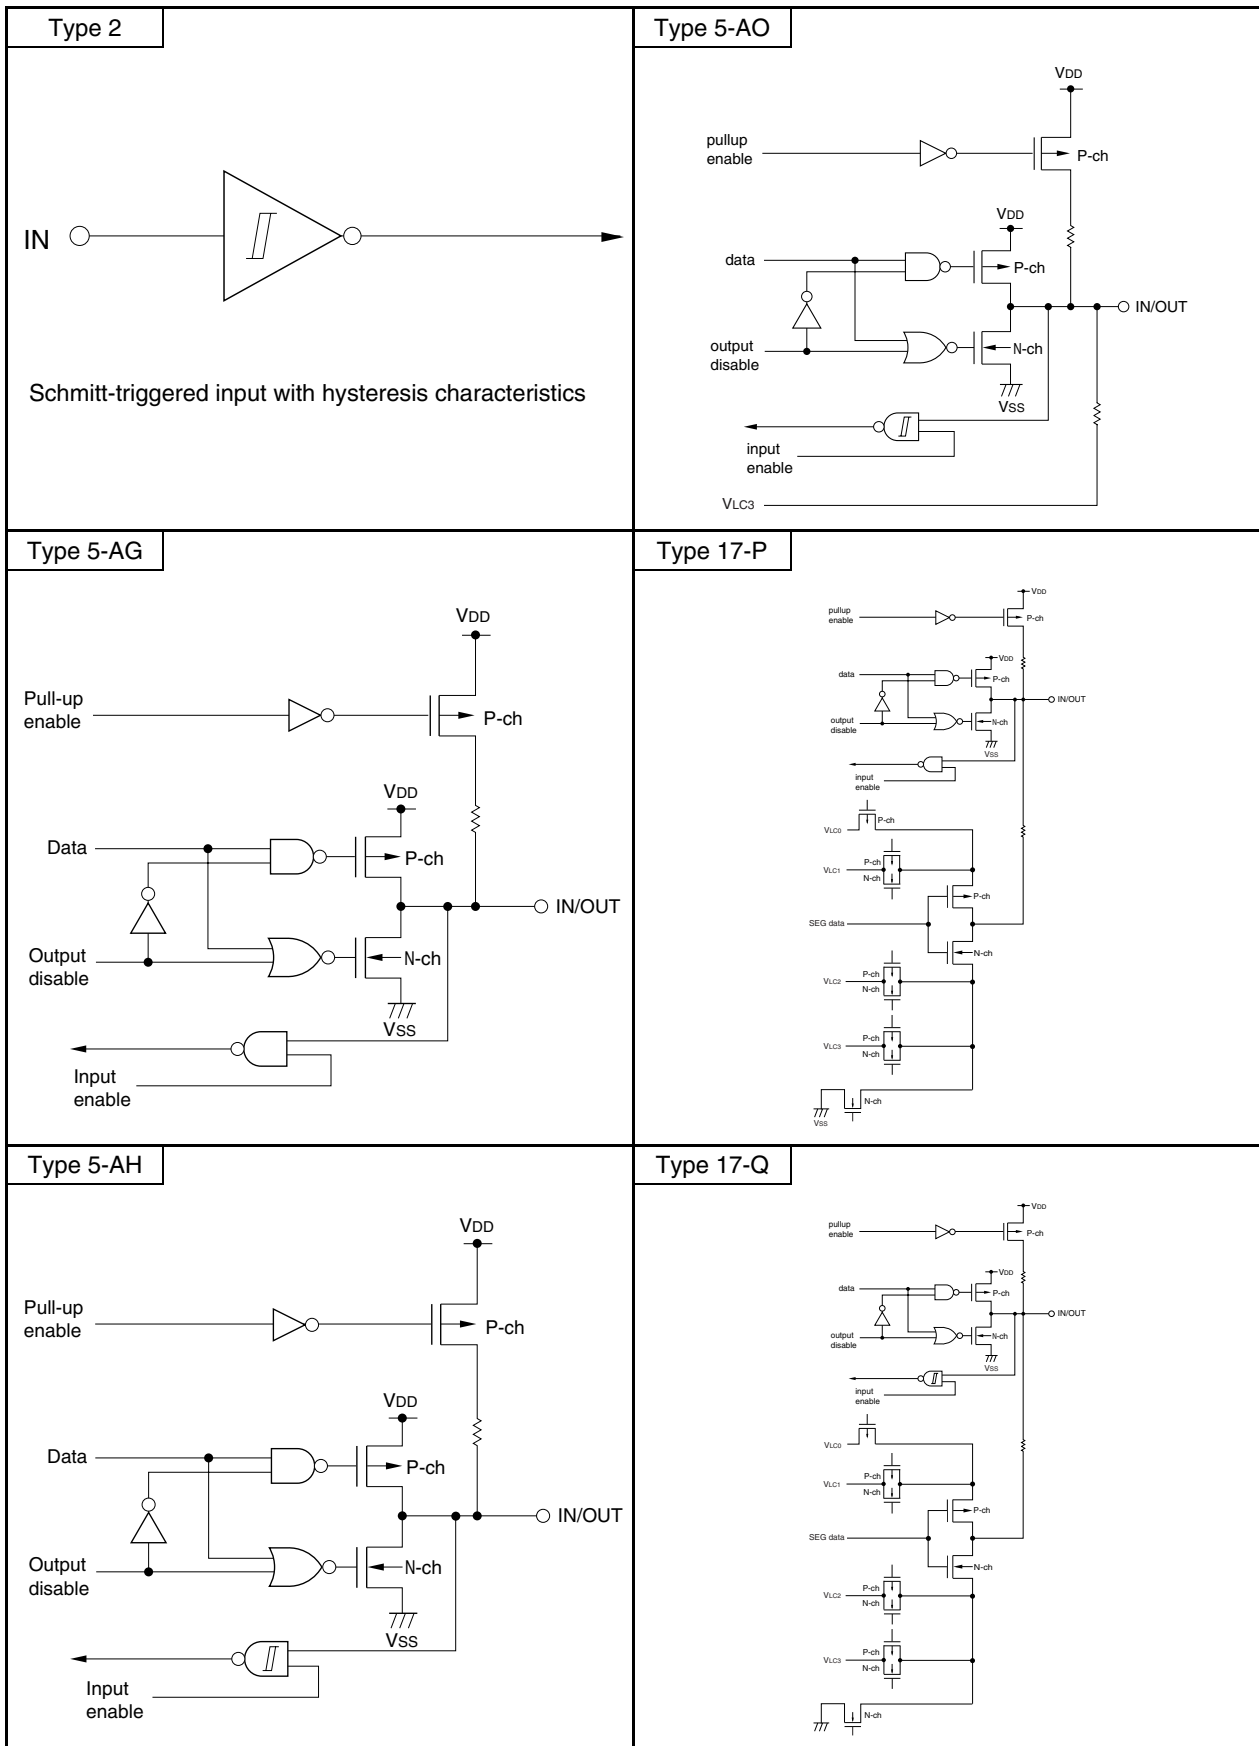 Type 2
IN
Schmitt-triggered input with hysteresis characteristics
Type 5-AO
VDD
pullup
enable
P-ch
VDD
data
P-ch
IN/OUT
output
disable
N-ch
VSS
input
enable
VLC3
Type 5-AG
VDD
Pull-up
enable
P-ch
VDD
Data
P-ch
IN/OUT
Output
disable
N-ch
VSS
Input
enable
Type 17-P
VDD
pullup
enable
P-ch
VDD
data
P-ch
IN/OUT
output
disable
N-ch
VSS
input
enable
P-ch
VLC0
P-ch
VLC1
N-ch
P-ch
SEG data
N-ch
P-ch
VLC2
N-ch
P-ch
VLC3
N-ch
N-ch
VSS
Type 5-AH
VDD
Pull-up
enable
P-ch
VDD
Data
P-ch
IN/OUT
Output
disable
N-ch
VSS
Input
enable
Type 17-Q
VDD
pullup
enable
P-ch
VDD
data
P-ch
IN/OUT
output
disable
N-ch
VSS
input
enable
VLC0
P-ch
VLC1
N-ch
P-ch
SEG data
N-ch
P-ch
VLC2
N-ch
P-ch
VLC3
N-ch
N-ch